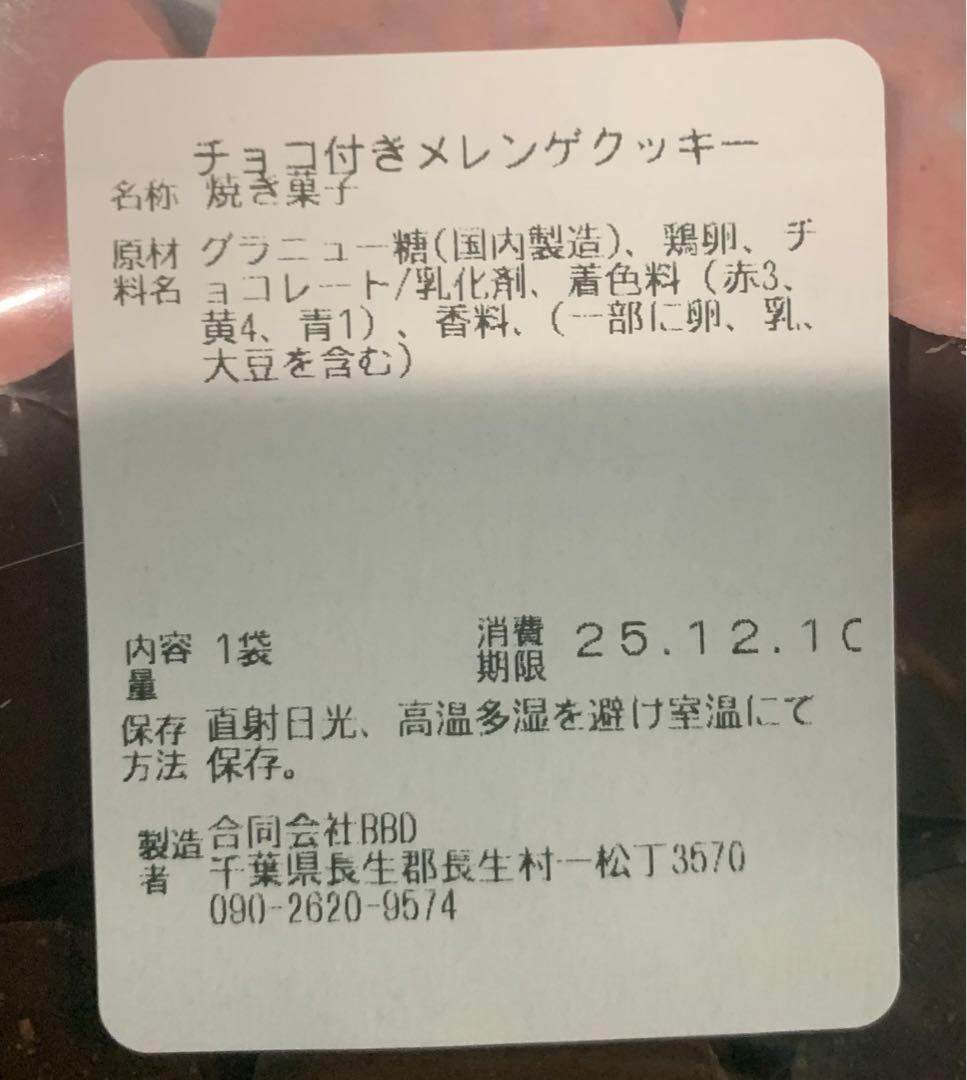 チョコ付きメレンゲクッキー
名称 焼き菓子
原材 グラニュー糖(国内製造)、鶏卵、チ
料名 ョコレート/乳化剤、着色料(赤3、
黄4、青1)、香料、(一部に卵、乳、
大豆を含む)
内容 1袋 消費 25.12.10
量 期限
保存 直射日光、高温多湿を避け室温にて
方法 保存。
製造 合同会社BBD
者 千葉県長生郡長生村一松丁3570
090-2620-9574